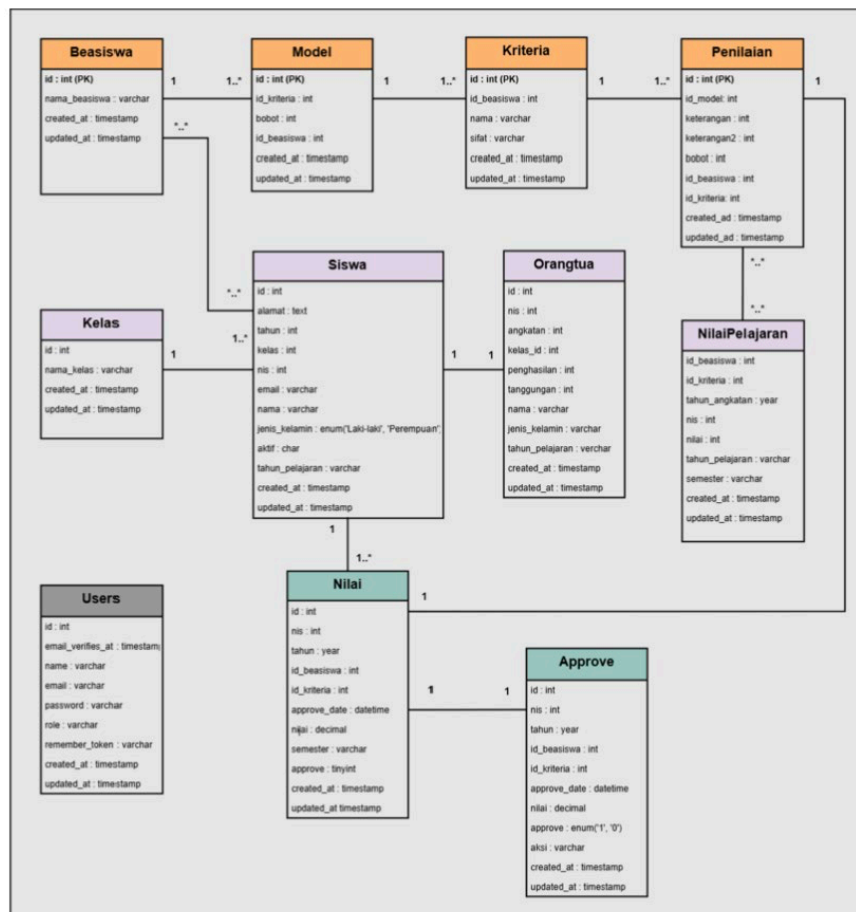 Beasiswa
id : int (PK)
nama_beasiswa : varchar
created_at : timestamp
updated_at : timestamp
1
1..*
*..*
Model
id : int (PK)
id_kriteria : int
bobot : int
id_beasiswa : int
created_at : timestamp
updated_at : timestamp
1
1..*
Kriteria
id : int (PK)
id_beasiswa : int
nama : varchar
sifat : varchar
created_at : timestamp
updated_at : timestamp
1
1..*
Penilaian
id : int (PK)
id_model: int
keterangan : int
keterangan2 : int
bobot : int
id_beasiswa : int
id_kriteria: int
created_ad : timestamp
updated_ad : timestamp
1
*..*
*..*
Kelas
id : int
nama_kelas : varchar
created_at : timestamp
updated_at : timestamp
1
1..*
*..*
Siswa
id : int
alamat : text
tahun : int
kelas : int
nis : int
email : varchar
nama : varchar
jenis_kelamin : enum('Laki-laki', 'Perempuan'
aktif : char
tahun_pelajaran : varchar
created_at : timestamp
updated_at : timestamp
1
1
1
1..*
Orangtua
id : int
nis : int
angkatan : int
kelas_id : int
penghasilan : int
tanggungan : int
nama : varchar
jenis_kelamin : varchar
tahun_pelajaran : verchar
created_at : timestamp
updated_at : timestamp
NilaiPelajaran
id_beasiswa : int
id_kriteria : int
tahun_angkatan : year
nis : int
nilai : int
tahun_pelajaran : varchar
semester : varchar
created_at : timestamp
updated_at : timestamp
Users
id : int
email_verifies_at : timestamp
name : varchar
email : varchar
password : varchar
role : varchar
remember_token : varchar
created_at : timestamp
updated_at : timestamp
Nilai
id : int
nis : int
tahun : year
id_beasiswa : int
id_kriteria : int
approve_date : datetime
nilai : decimal
semester : varchar
approve : tinyint
created_at : timestamp
updated_at timestamp
1
1
1
Approve
id : int
nis : int
tahun : year
id_beasiswa : int
id_kriteria : int
approve_date : datetime
nilai : decimal
approve : enum('1', '0')
aksi : varchar
created_at : timestamp
updated_at : timestamp